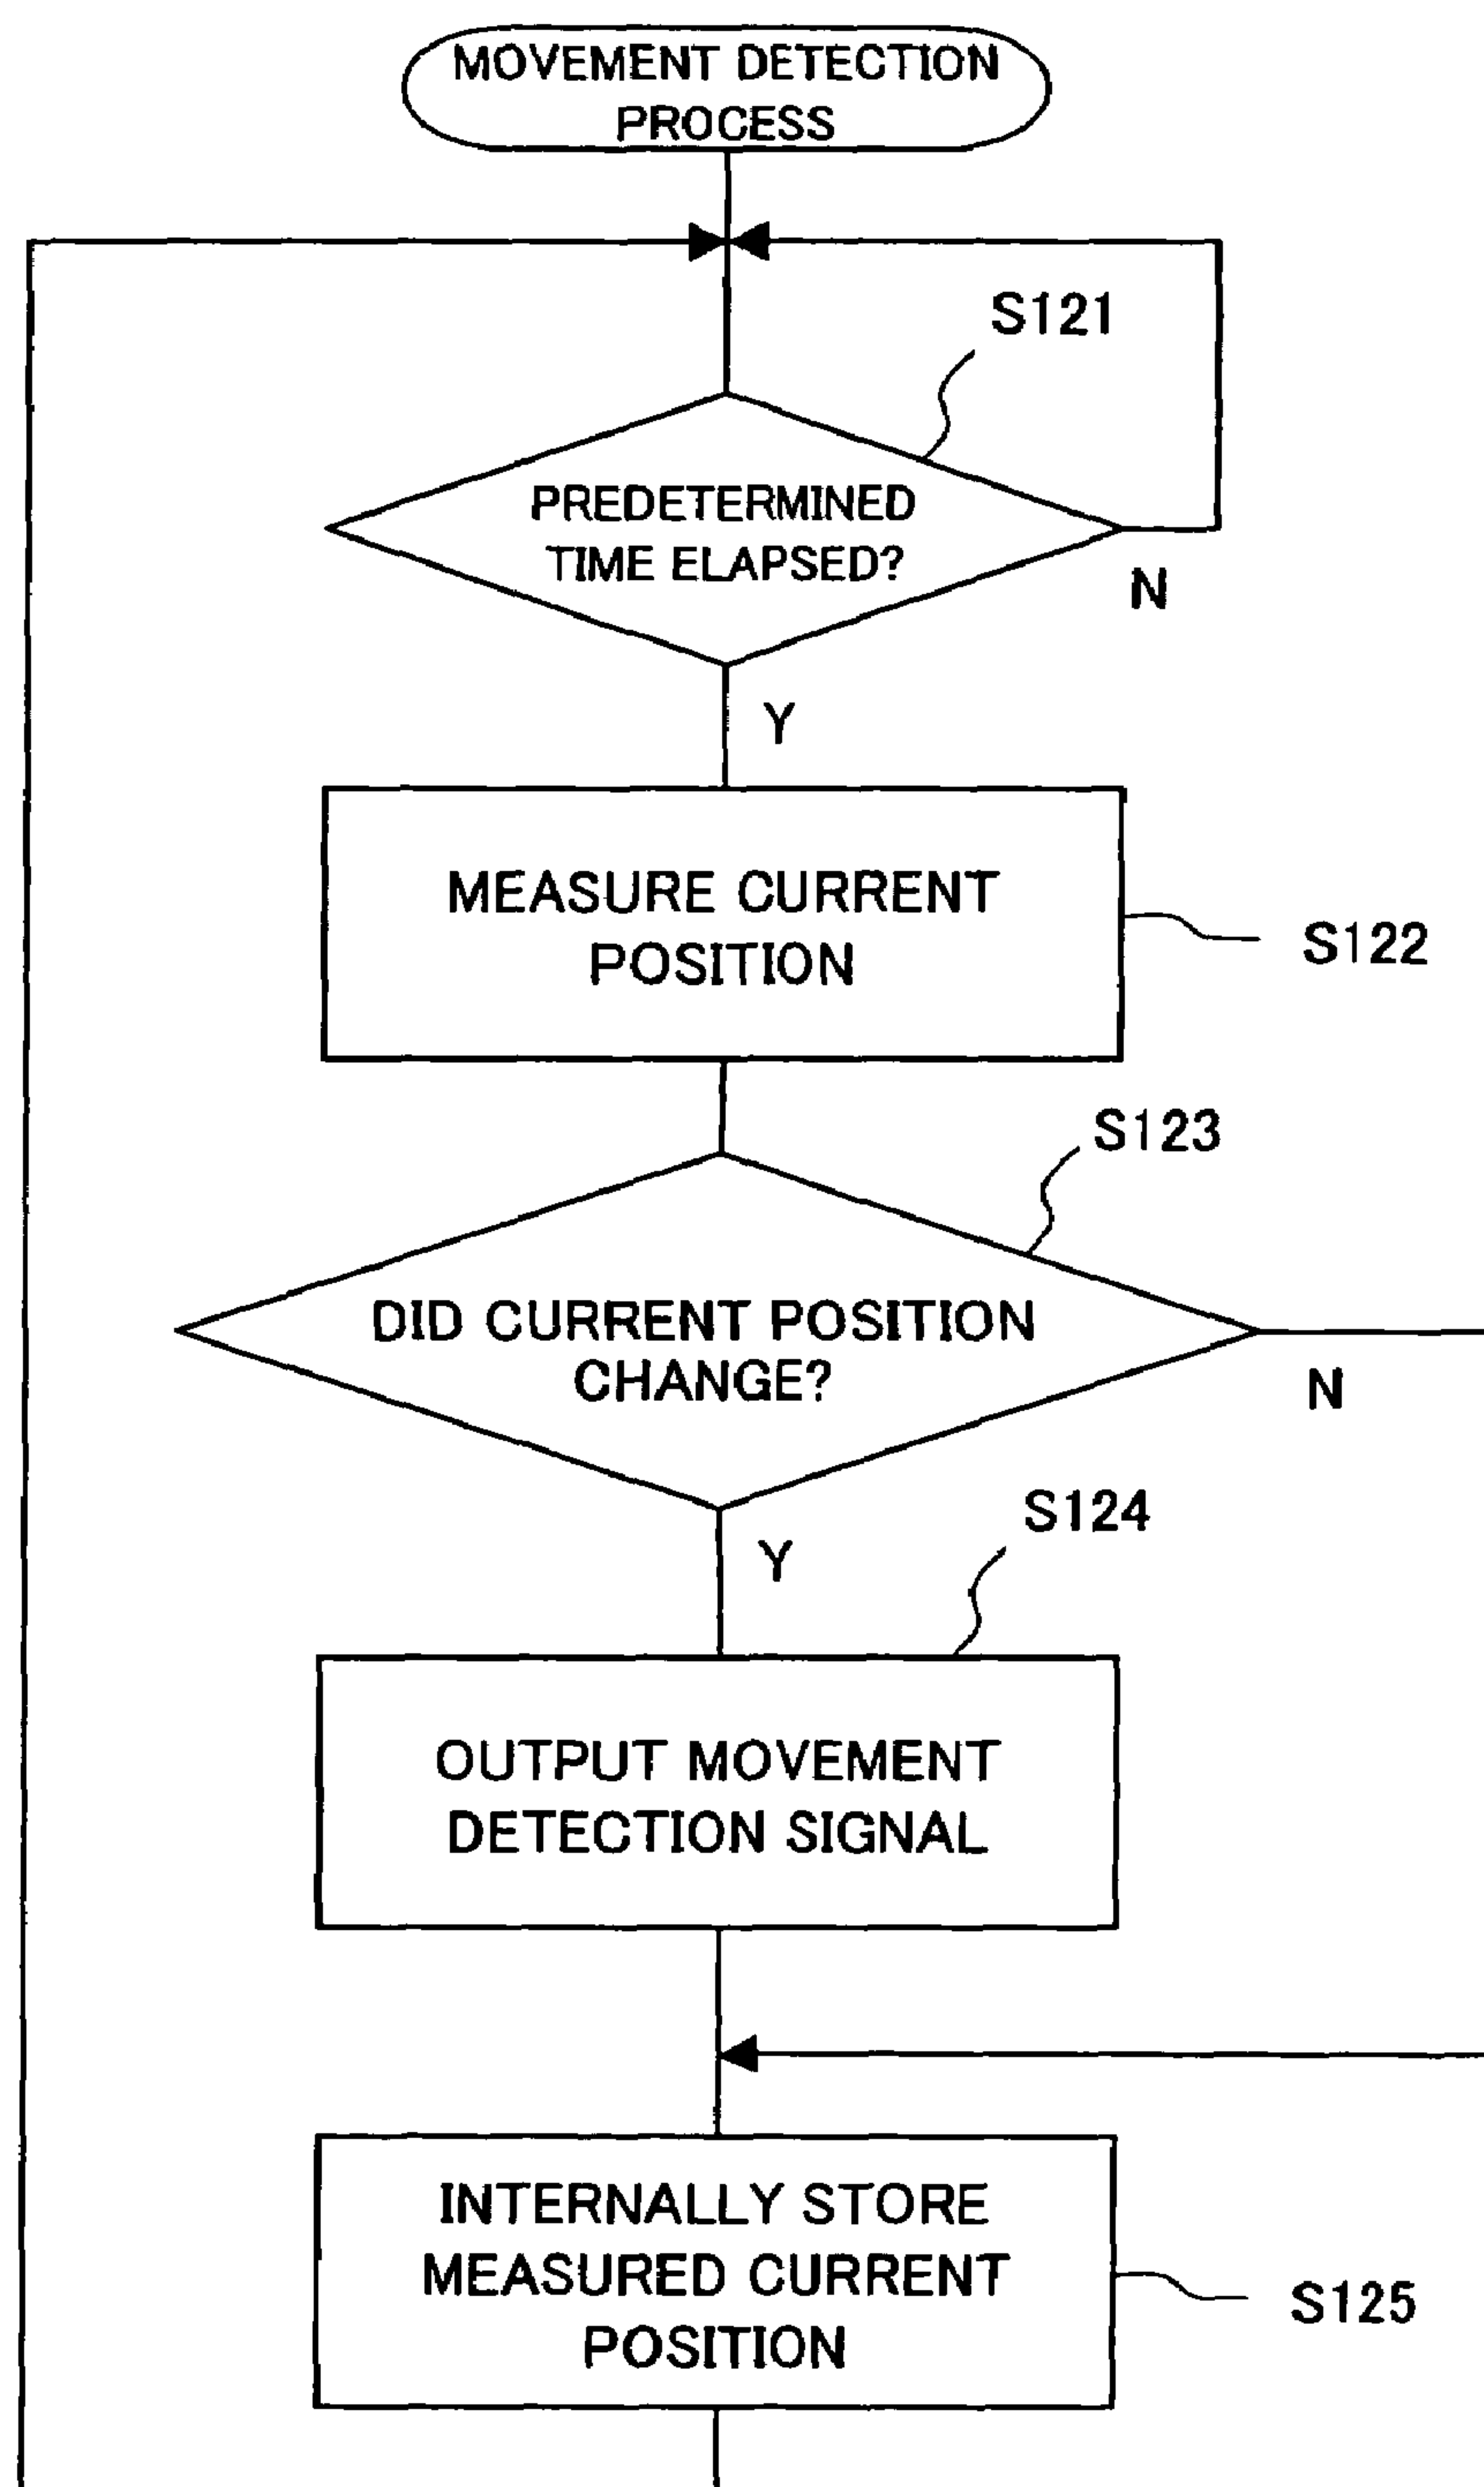 MOVEMENT DETECTION
PROCESS
S121
PREDETERMINED
TIME ELAPSED?
N
Y
MEASURE CURRENT
POSITION
S122
S123
DID CURRENT POSITION
CHANGE?
N
Y
S124
OUTPUT MOVEMENT
DETECTION SIGNAL
INTERNALLY STORE
MEASURED CURRENT
POSITION
S125